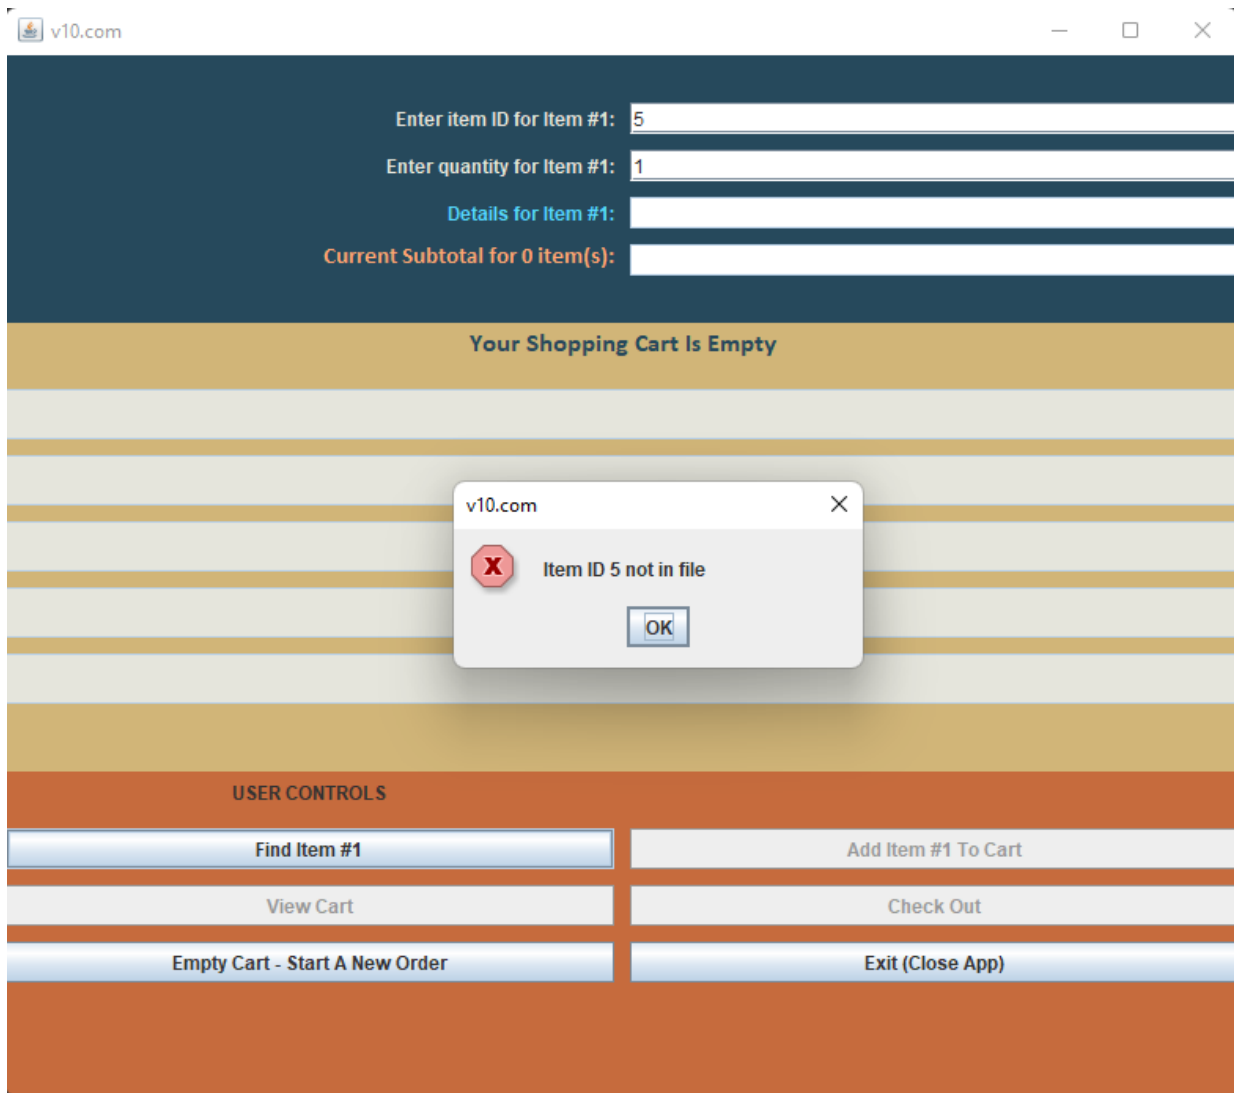 v10.com
Enter item ID for Item #1: 5
Enter quantity for Item #1: 1
Details for Item #1:
Current Subtotal for 0 item(s):
Your Shopping Cart Is Empty
v10.com
X
Item ID 5 not in file
OK
USER CONTROLS
Find Item #1
Add Item #1 To Cart
View Cart
Check Out
Empty Cart - Start A New Order
Exit (Close App)